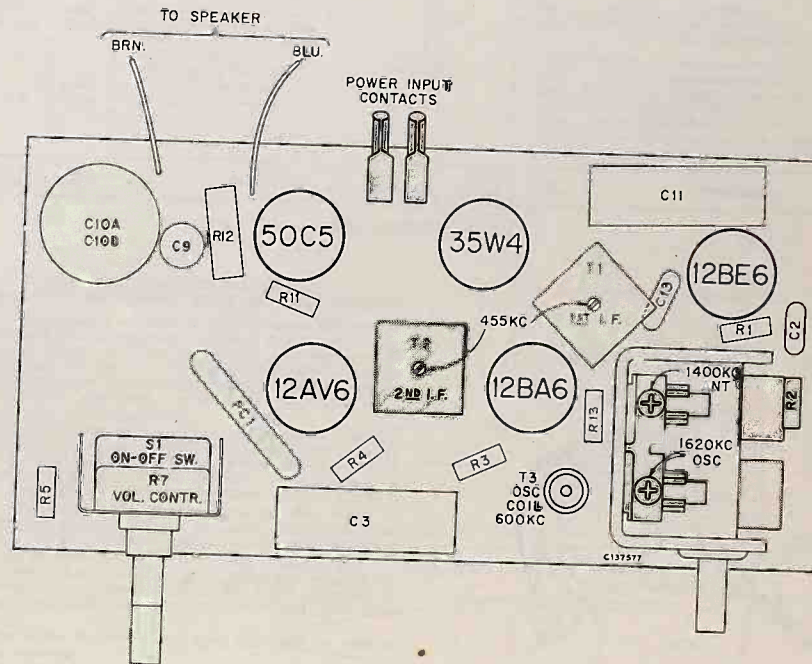 TO SPEAKER
BRN.
BLU.
POWER INPUT
CONTACTS
C10A
C10B
C9
R12
50C5
35W4
C11
12BE6
R11
T1
1ST I.F.
C13
R1
C2
455KC
T2
2ND I.F.
12AV6
12BA6
PC1
R13
1400KC
NT
R2
1620KC
OSC
S1
ON-OFF SW.
R7
VOL. CONTR.
R5
R4
R3
T3
OSC
COIL
600KC
C3
C137577